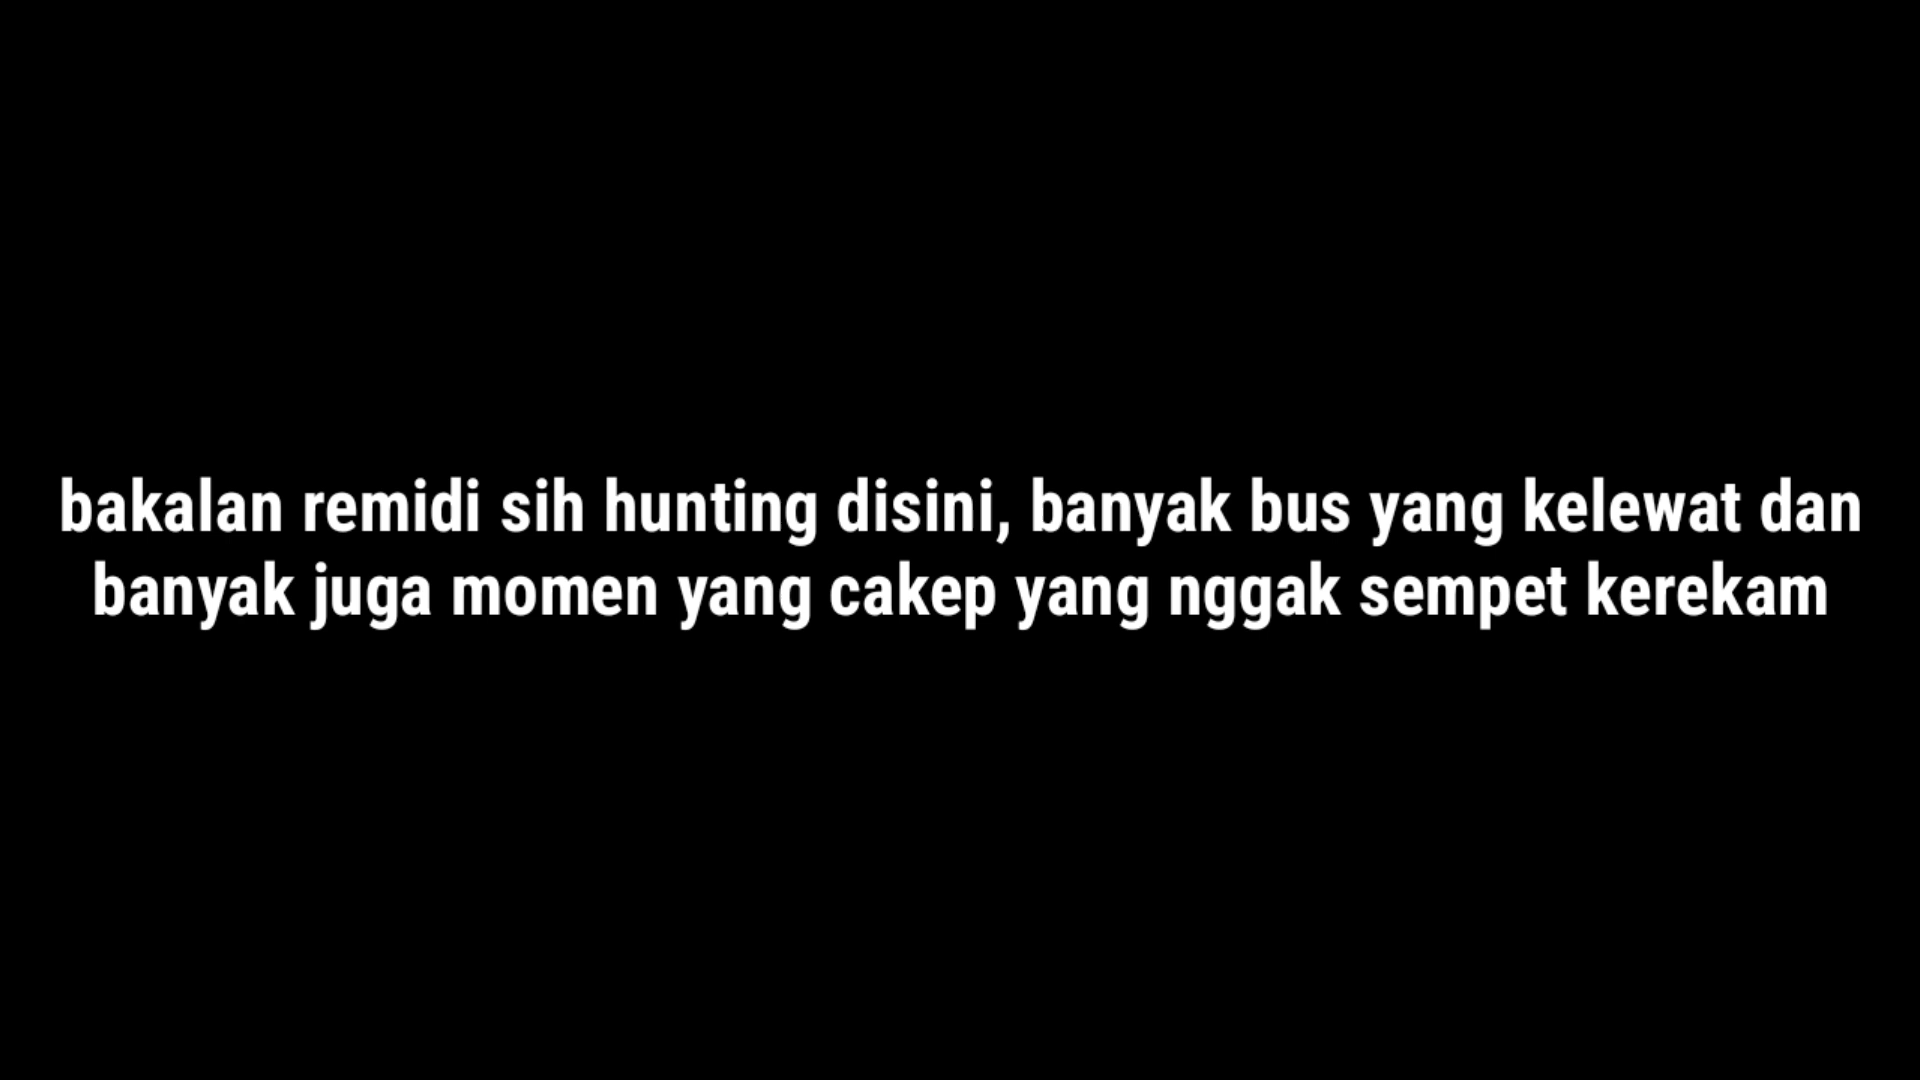 bakalan remidi sih hunting disini, banyak bus yang kelewat dan
banyak juga momen yang cakep yang nggak sempet kerekam